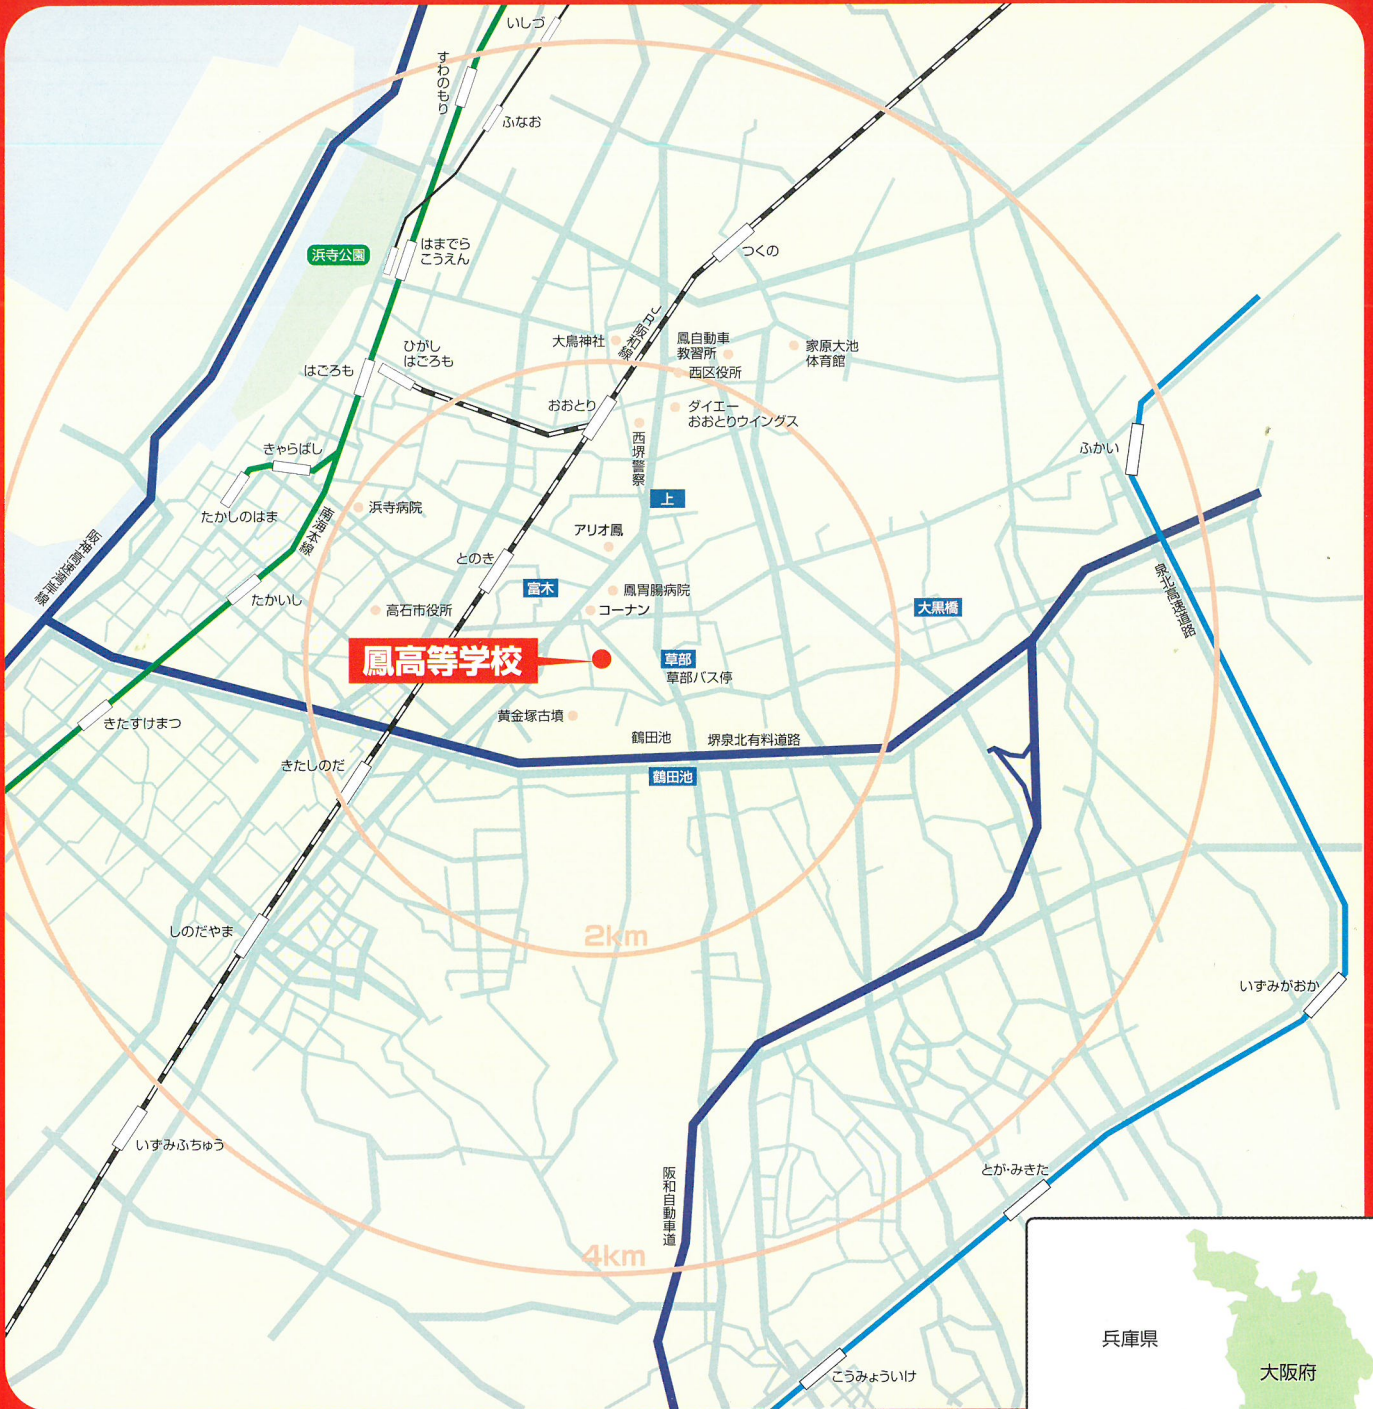 いしづ
すわのもり
ふなお
浜寺公園
はまでら
こうえん
つくの
JR阪和線
大鳥神社
鳳自動車
教習所
家原大池
体育館
西区役所
ひがし
はごろも
はごろも
おおとり
ダイエー
おおとりウイングス
西堺警察
ふかい
きゃらばし
たかしのはま
浜寺病院
南海本線
上
アリオ鳳
阪神高速湾岸線
とのき
富木
鳳胃腸病院
コーナン
たかいし
高石市役所
大黒橋
泉北高速道路
鳳高等学校
草部
草部バス停
黄金塚古墳
きたすけまつ
鶴田池
堺泉北有料道路
きたしのだ
鶴田池
しのだやま
2km
いずみがおか
いずみふちゅう
とが・みきた
阪和自動車道
4km
こうみょういけ
兵庫県
大阪府